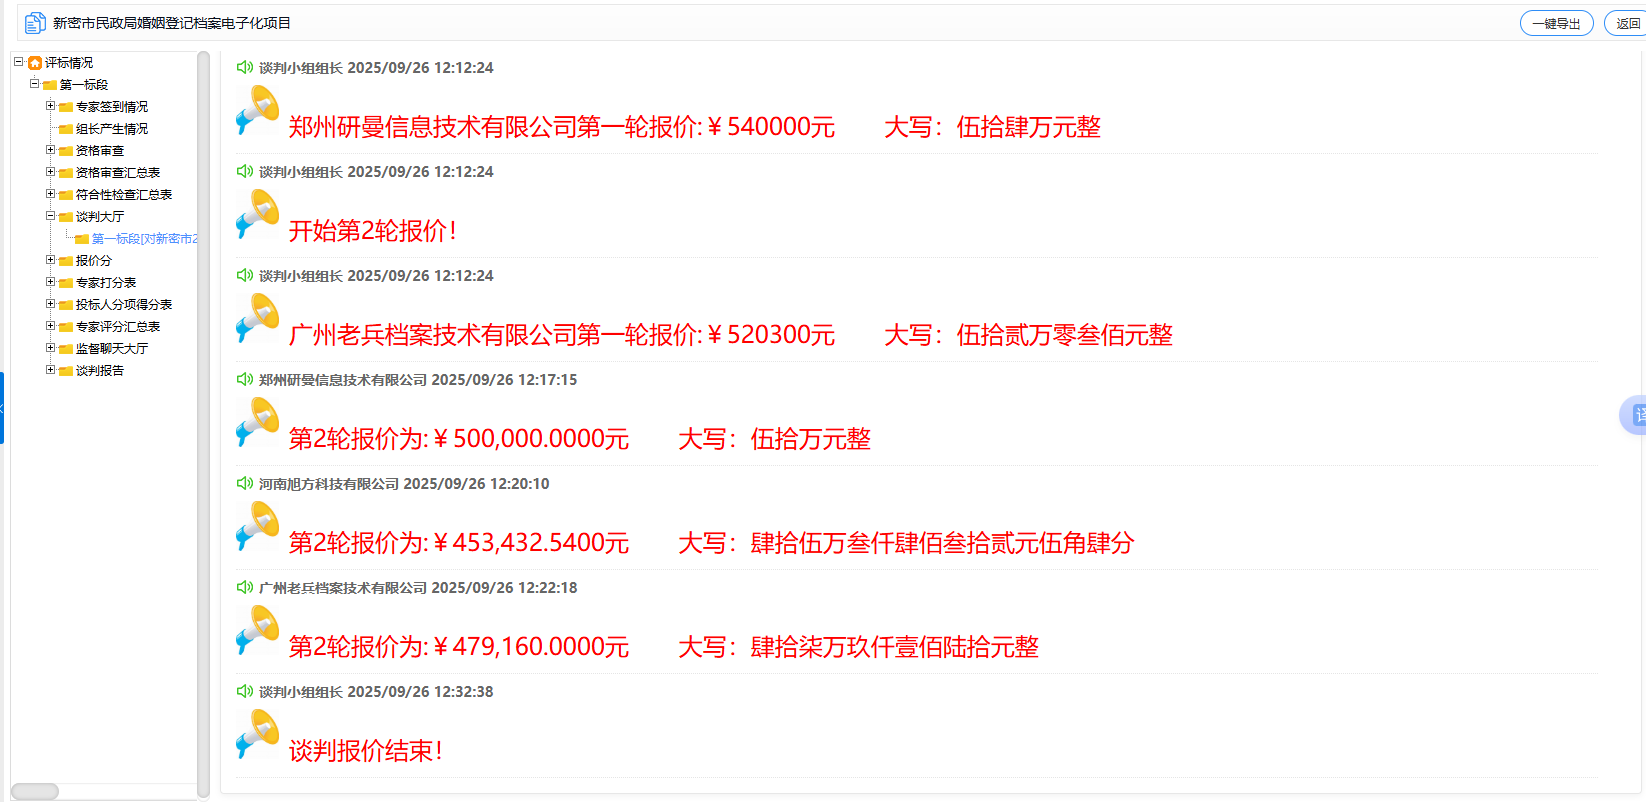 新密市民政局婚姻登记档案电子化项目
一键导出
返回
评标情况
第一标段
专家签到情况
组长产生情况
资格审查
资格审查汇总表
符合性检查汇总表
谈判大厅
第一标段[对新密市2
报价分
专家打分表
投标人分项得分表
专家评分汇总表
监督聊天大厅
谈判报告
谈判小组组长 2025/09/26 12:12:24
郑州研曼信息技术有限公司第一轮报价:￥540000元 大写：伍拾肆万元整
谈判小组组长 2025/09/26 12:12:24
开始第2轮报价！
谈判小组组长 2025/09/26 12:12:24
广州老兵档案技术有限公司第一轮报价:￥520300元 大写：伍拾贰万零叁佰元整
郑州研曼信息技术有限公司 2025/09/26 12:17:15
第2轮报价为:￥500,000.0000元 大写：伍拾万元整
河南旭方科技有限公司 2025/09/26 12:20:10
第2轮报价为:￥453,432.5400元 大写：肆拾伍万叁仟肆佰叁拾贰元伍角肆分
广州老兵档案技术有限公司 2025/09/26 12:22:18
第2轮报价为:￥479,160.0000元 大写：肆拾柒万玖仟壹佰陆拾元整
谈判小组组长 2025/09/26 12:32:38
谈判报价结束！
译